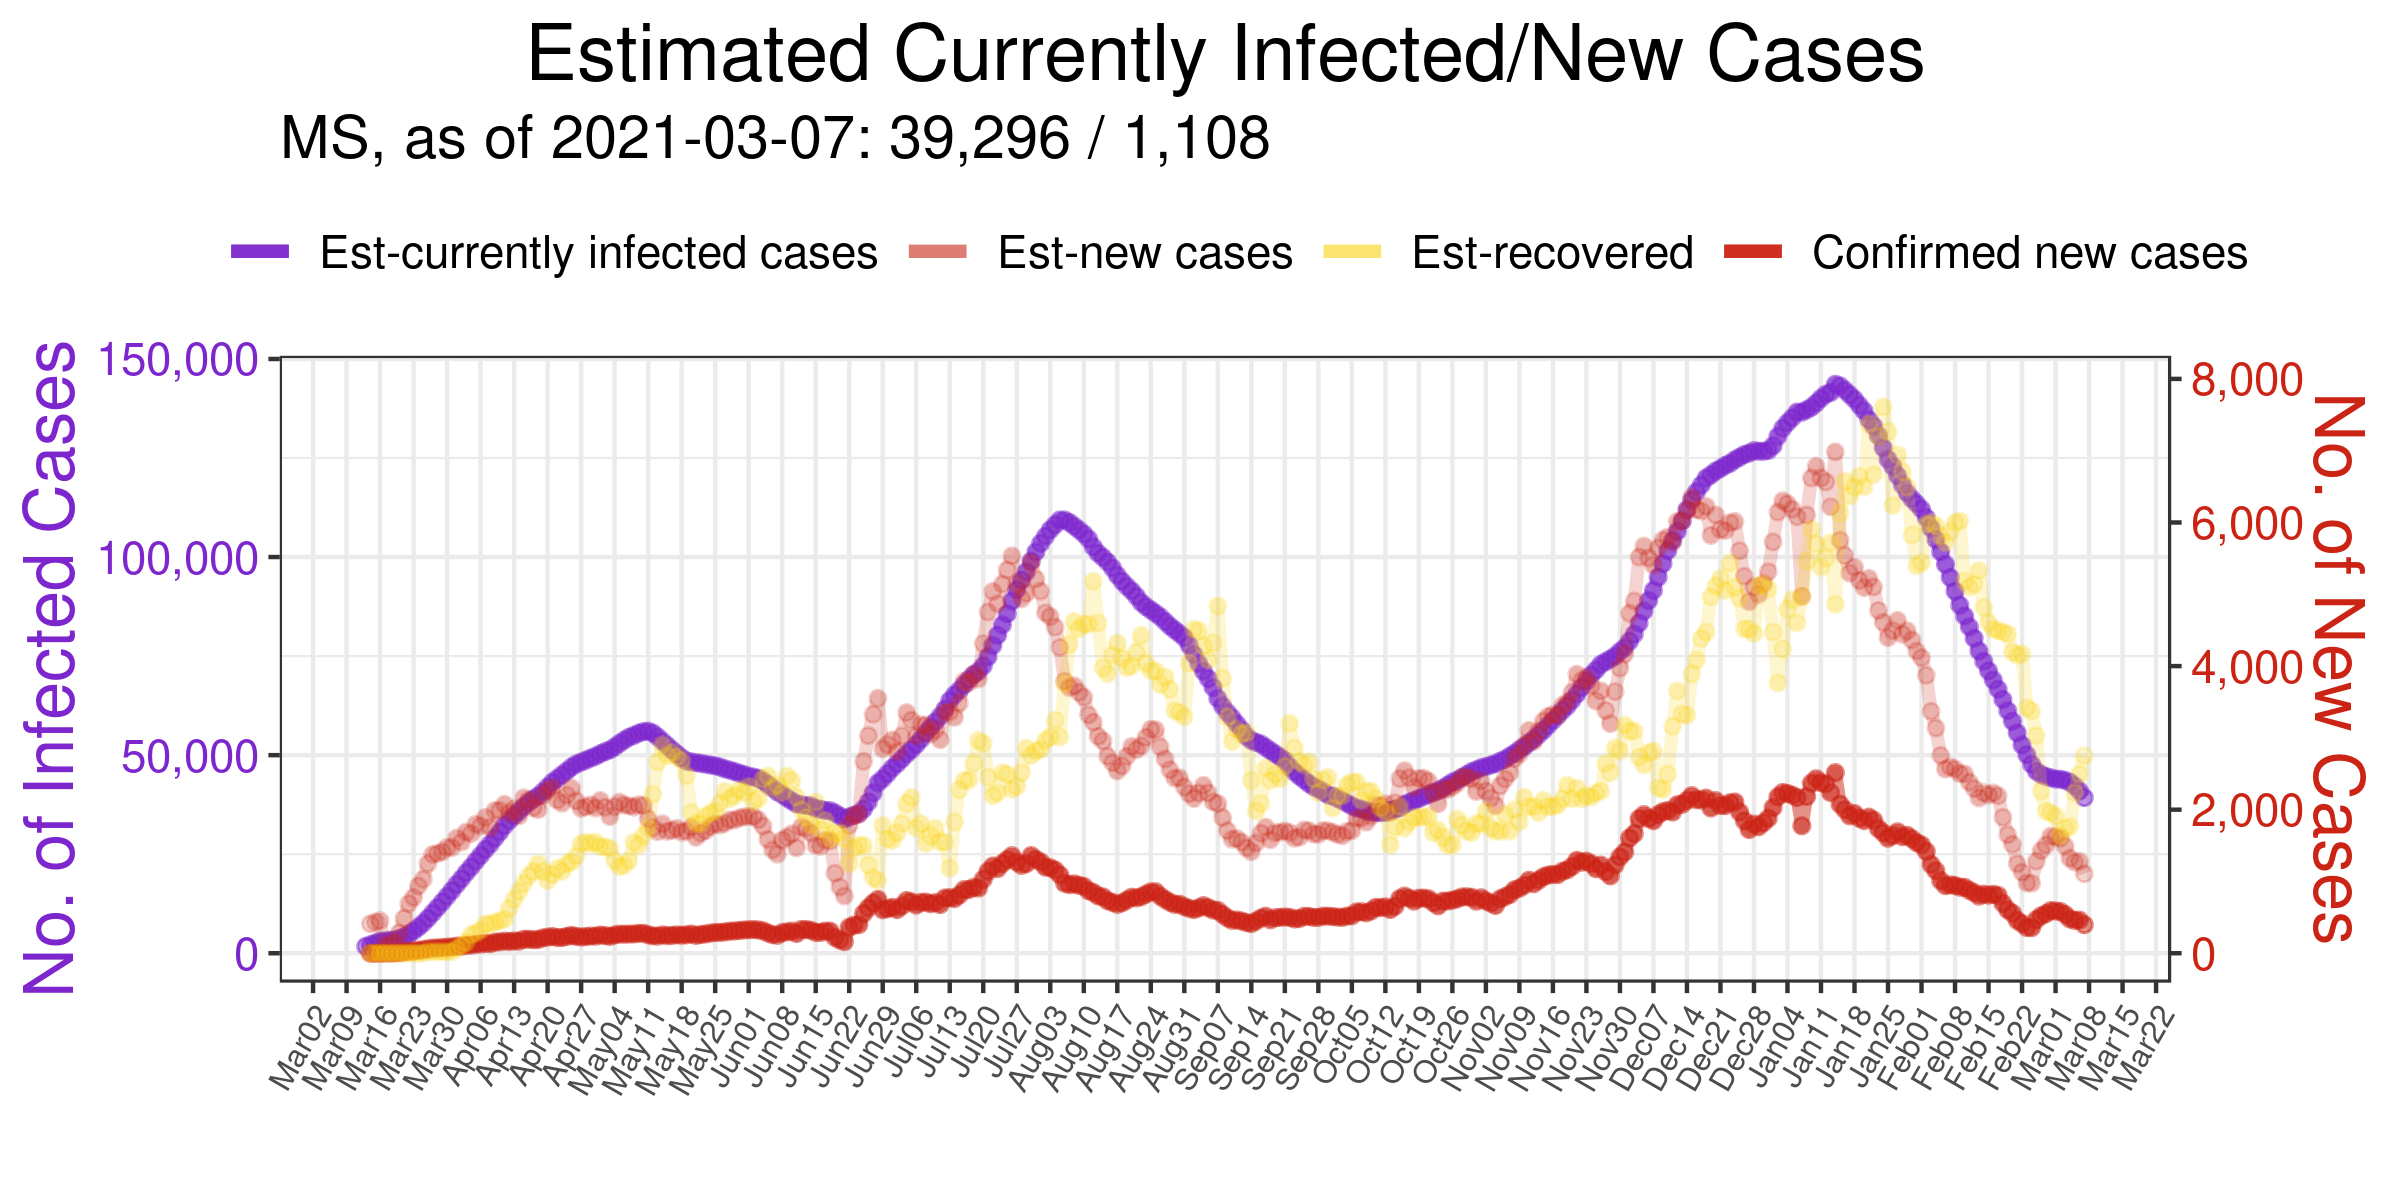 Estimated Currently Infected/New Cases
MS, as of 2021-03-07: 39,296 / 1,108
Est-currently infected cases Est-new cases Est-recovered Confirmed new cases
No. of Infected Cases
150,000
100,000
50,000
0
8,000
6,000
4,000
2,000
0
No. of New Cases
Mar02 Mar09 Mar16 Mar23 Mar30 Apr06 Apr13 Apr20 Apr27 May04 May11 May18 May25 Jun01 Jun08 Jun15 Jun22 Jun29 Jul06 Jul13 Jul20 Jul27 Aug03 Aug10 Aug17 Aug24 Aug31 Sep07 Sep14 Sep21 Sep28 Oct05 Oct12 Oct19 Oct26 Nov02 Nov09 Nov16 Nov23 Nov30 Dec07 Dec14 Dec21 Dec28 Jan04 Jan11 Jan18 Jan25 Feb01 Feb08 Feb15 Feb22 Mar01 Mar08 Mar15 Mar22